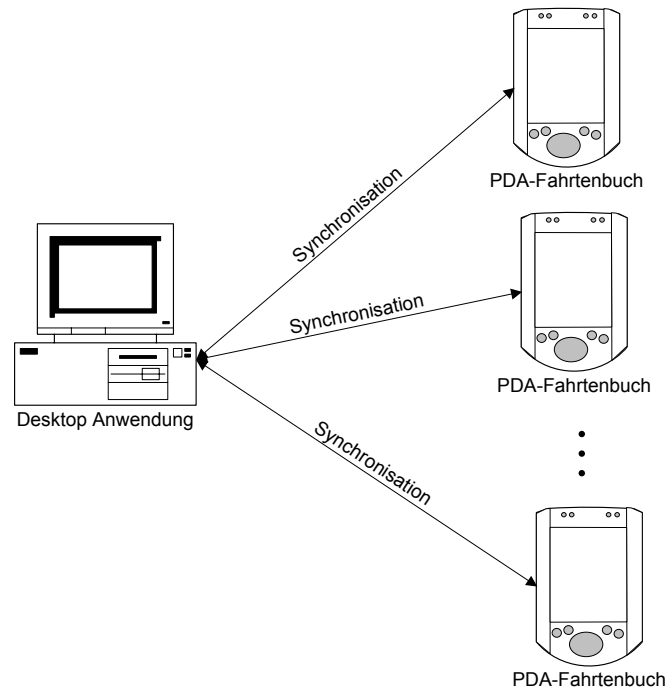 Synchronisation
PDA-Fahrtenbuch
Synchronisation
PDA-Fahrtenbuch
Desktop Anwendung
Synchronisation
PDA-Fahrtenbuch